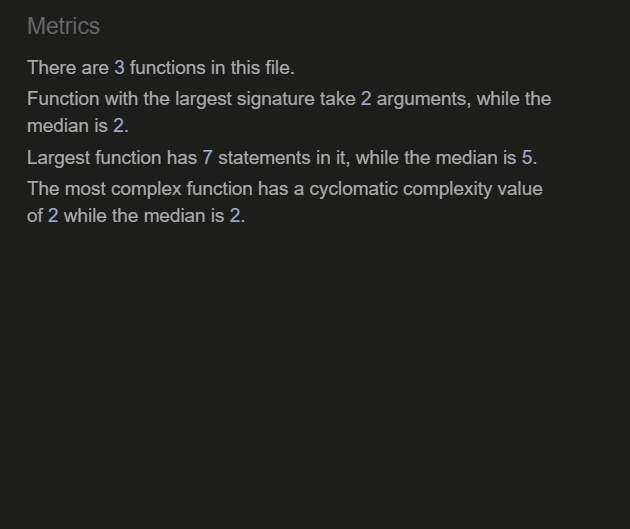 Metrics
There are 3 functions in this file.
Function with the largest signature take 2 arguments, while the
median is 2.
Largest function has 7 statements in it, while the median is 5.
The most complex function has a cyclomatic complexity value
of 2 while the median is 2.